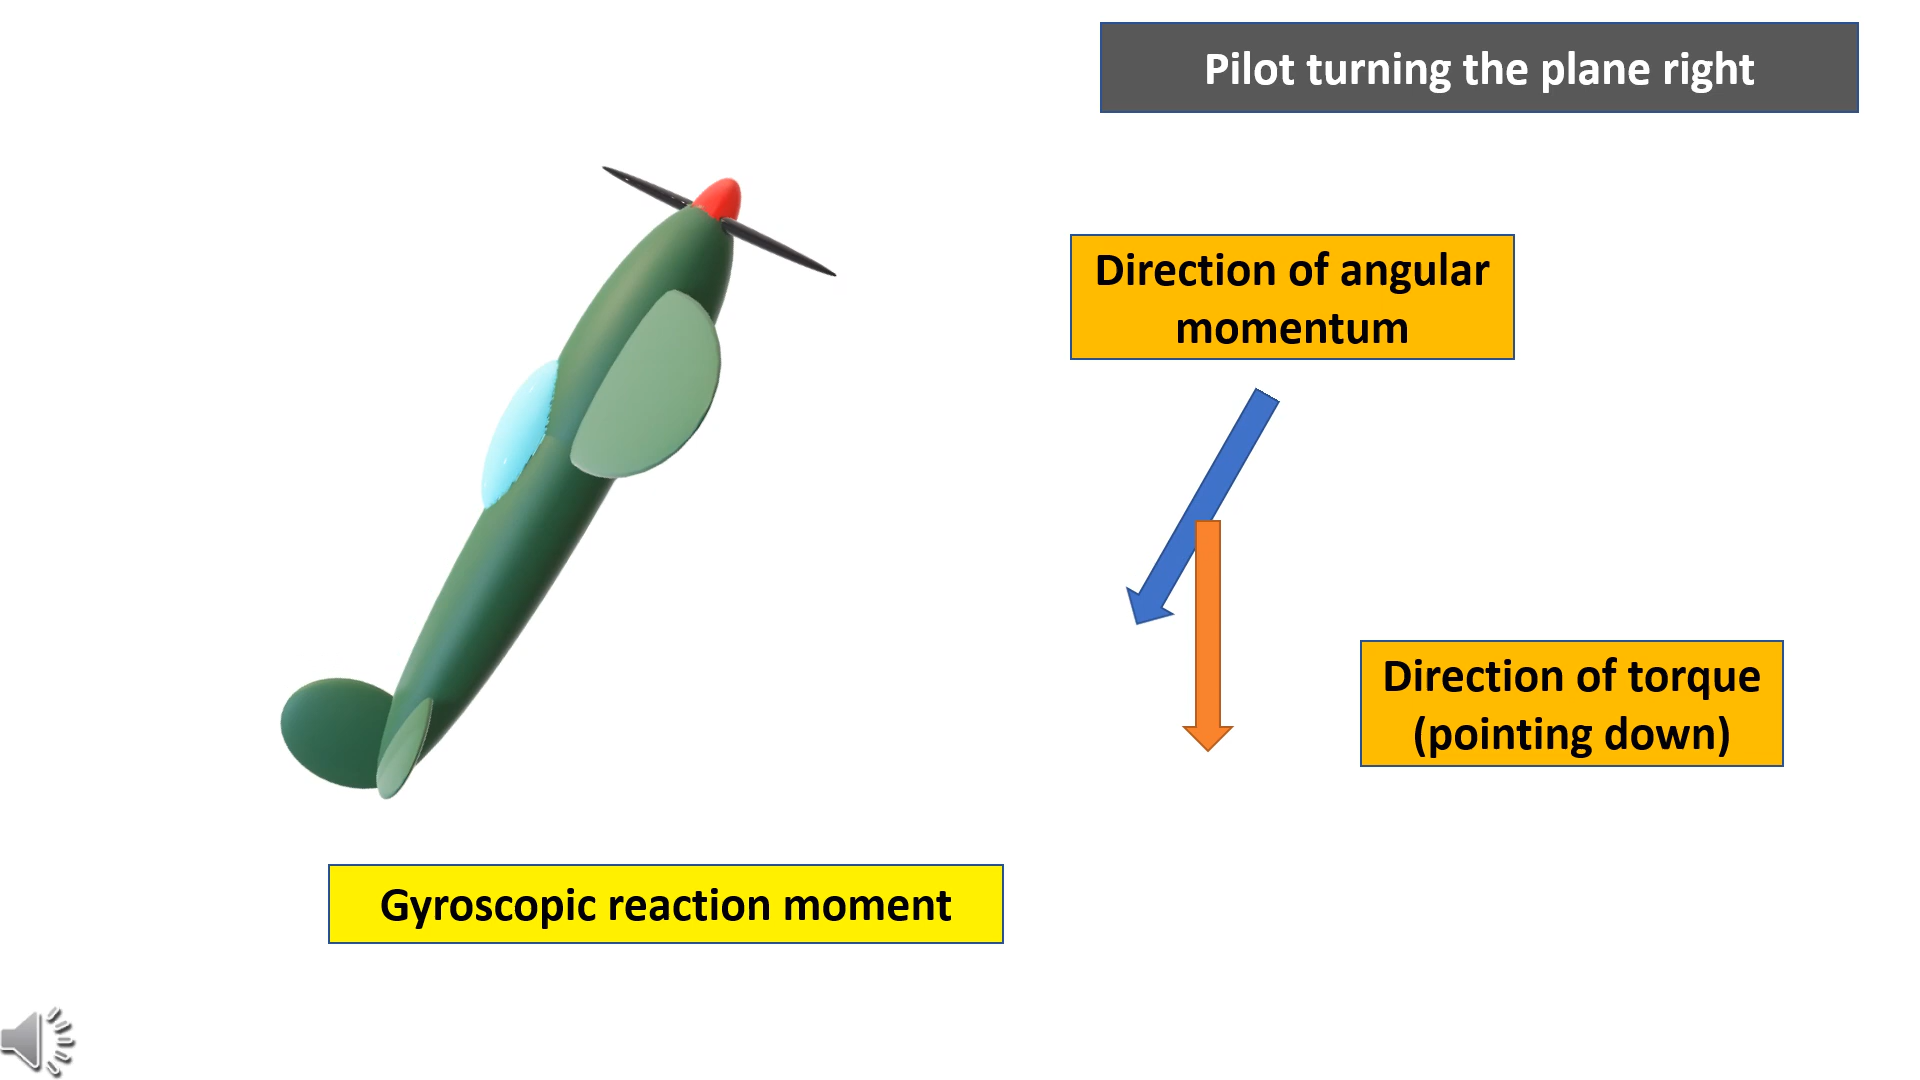 Pilot turning the plane right
Direction of angular
momentum
Direction of torque
(pointing down)
Gyroscopic reaction moment